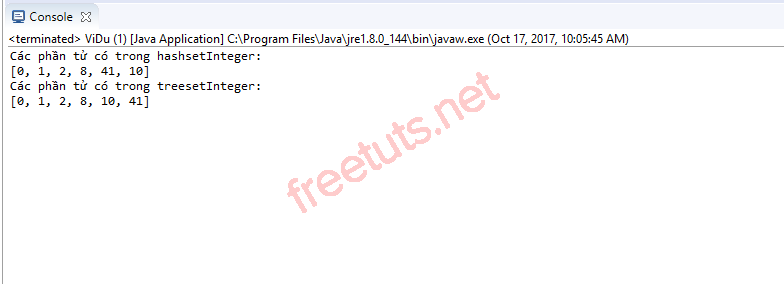 Console
<terminated> ViDu (1) [Java Application] C:\Program Files\Java\jre1.8.0_144\bin\javaw.exe (Oct 17, 2017, 10:05:45 AM)
Các phần tử có trong hashsetInteger:
[0, 1, 2, 8, 41, 10]
Các phần tử có trong treesetInteger:
[0, 1, 2, 8, 10, 41]
freetuts.net